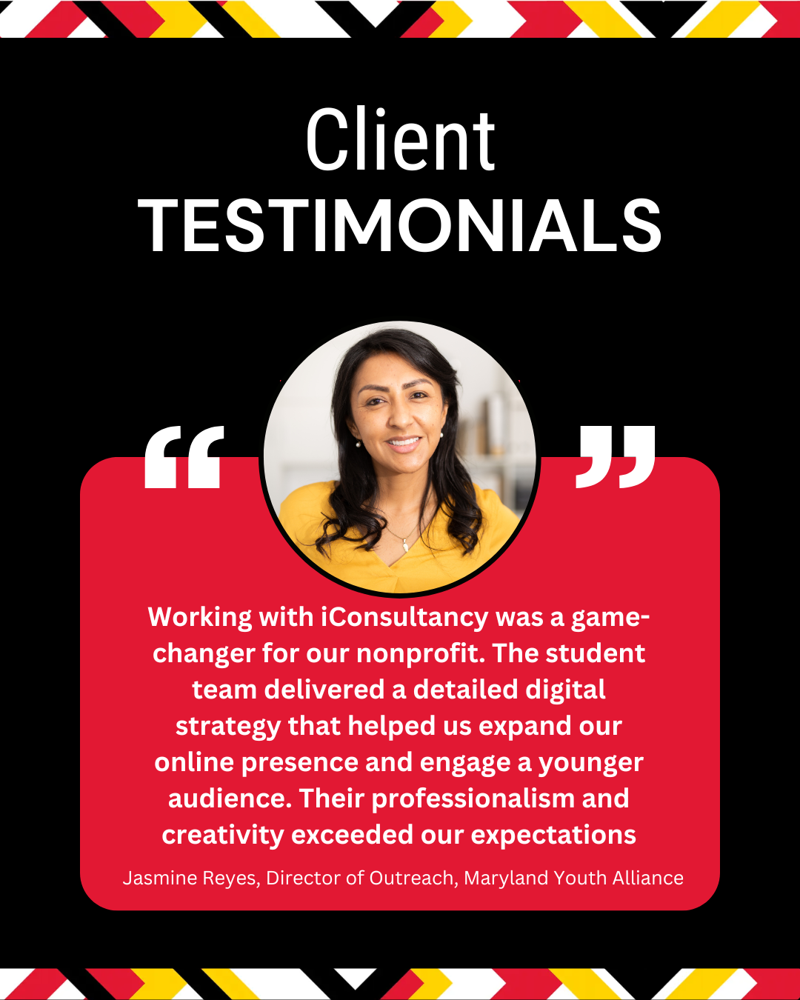 Client
TESTIMONIALS
“ ”
Working with iConsultancy was a game-
changer for our nonprofit. The student
team delivered a detailed digital
strategy that helped us expand our
online presence and engage a younger
audience. Their professionalism and
creativity exceeded our expectations
Jasmine Reyes, Director of Outreach, Maryland Youth Alliance